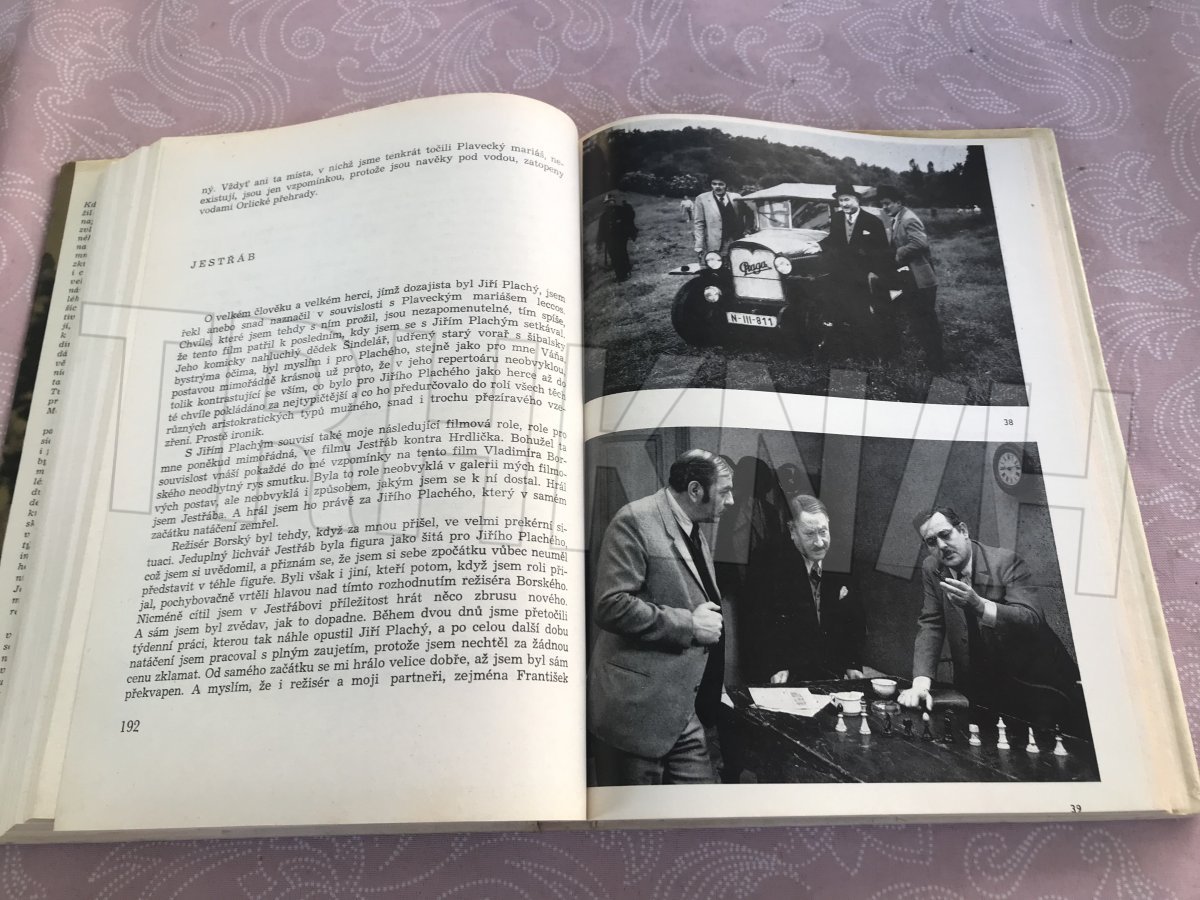 ný. Vždyť ani ta místa, v nichž jsme tenkrát točili Plavecký mariáš, ne-
existují, jsou jen vzpomínkou, protože jsou navěky pod vodou, zatopeny
vodami Orlické přehrady.
JESTŘÁB
O velkém člověku a velkém herci, jímž dozajista byl Jiří Plachý, jsem
řekl anebo snad naznačil v souvislosti s Plaveckým mariášem leccos.
Chvíle, které jsem tehdy s ním prožil, jsou nezapomenutelné, tím spíše,
že tento film patřil k posledním, kdy jsem se s Jiřím Plachým setkával.
Jeho komicky nahluchlý dědek Šindelář, udřený starý vorař s šibalsky
bystrýma očima, byl myslím i pro Plachého, stejně jako pro mne Váňa,
postavou mimořádně krásnou už proto, že v jeho repertoáru neobvyklou,
tolik kontrastující se vším, co bylo pro Jiřího Plachého jako herce až do
té chvíle pokládáno za nejtypičtější a co ho předurčovalo do rolí všech těch
různých aristokratických typů mužného, snad i trochu přezíravého vze-
zření. Prostě ironik.
S Jiřím Plachým souvisí také moje následující filmová role, role pro
mne poněkud mimořádná, ve filmu Jestřáb kontra Hrdlička. Bohužel ta
souvislost vnáší pokaždé do mé vzpomínky na tento film Vladimíra Bor-
ského neodbytný rys smutku. Byla to role neobvyklá v galerii mých filmo-
vých postav, ale neobvyklá i způsobem, jakým jsem se k ní dostal. Hrál
jsem Jestřába. A hrál jsem ho právě za Jiřího Plachého, který v samém
začátku natáčení zemřel.
Režisér Borský byl tehdy, když za mnou přišel, ve velmi prekérní si-
tuaci. Jeduplný lichvář Jestřáb byla figura jako šitá pro Jiřího Plachého,
což jsem si uvědomil, a přiznám se, že jsem si sebe zpočátku vůbec neuměl
představit v téhle figuře. Byli však i jiní, kteří potom, když jsem roli při-
jal, pochybovačně vrtěli hlavou nad tímto rozhodnutím režiséra Borského.
Nicméně cítil jsem v Jestřábovi příležitost hrát něco zbrusu nového.
A sám jsem byl zvědav, jak to dopadne. Během dvou dnů jsme přetočili
týdenní práci, kterou tak náhle opustil Jiří Plachý, a po celou další dobu
natáčení jsem pracoval s plným zaujetím, protože jsem nechtěl za žádnou
cenu zklamat. Od samého začátku se mi hrálo velice dobře, až jsem byl sám
překvapen. A myslím, že i režisér a moji partneři, zejména František
192
Praga
N-III-811
38
39
TRHKNIH